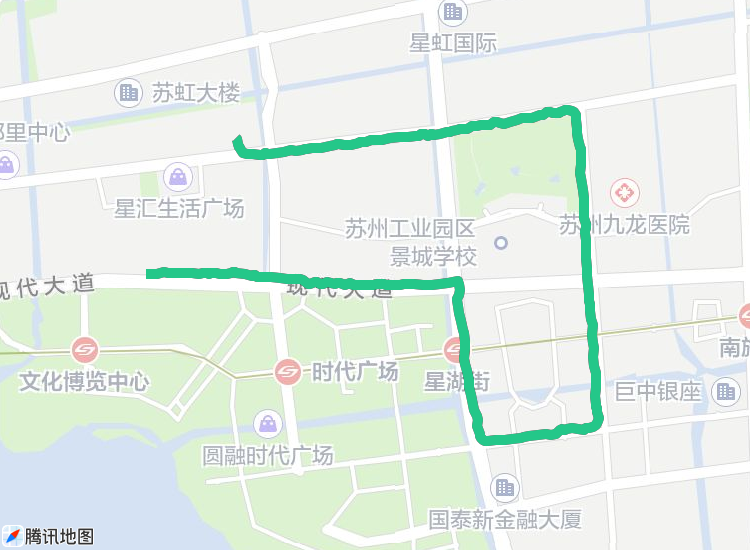 星虹国际
苏虹大楼
邻里中心
星汇生活广场
苏州工业园区
景城学校
苏州九龙医院
现代大道
现代大道
文化博览中心
时代广场
星湖街
南施
巨中银座
圆融时代广场
国泰新金融大厦
腾讯地图